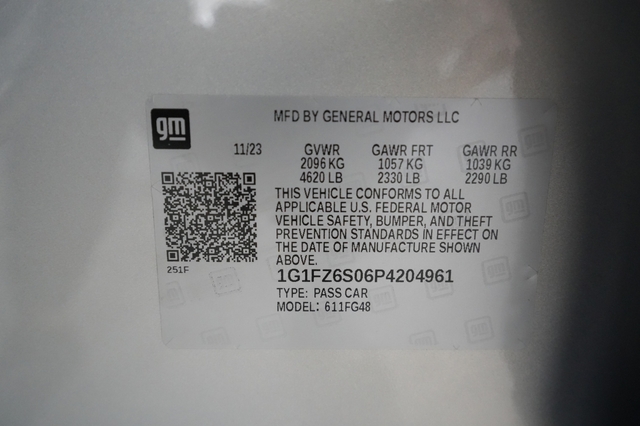 gm
MFD BY GENERAL MOTORS LLC
11/23 GVWR GAWR FRT GAWR RR
2096 KG 1057 KG 1039 KG
4620 LB 2330 LB 2290 LB
THIS VEHICLE CONFORMS TO ALL
APPLICABLE U.S. FEDERAL MOTOR
VEHICLE SAFETY, BUMPER, AND THEFT
PREVENTION STANDARDS IN EFFECT ON
THE DATE OF MANUFACTURE SHOWN
ABOVE.
251F
1G1FZ6S06P4204961
TYPE: PASS CAR
MODEL: 611FG48